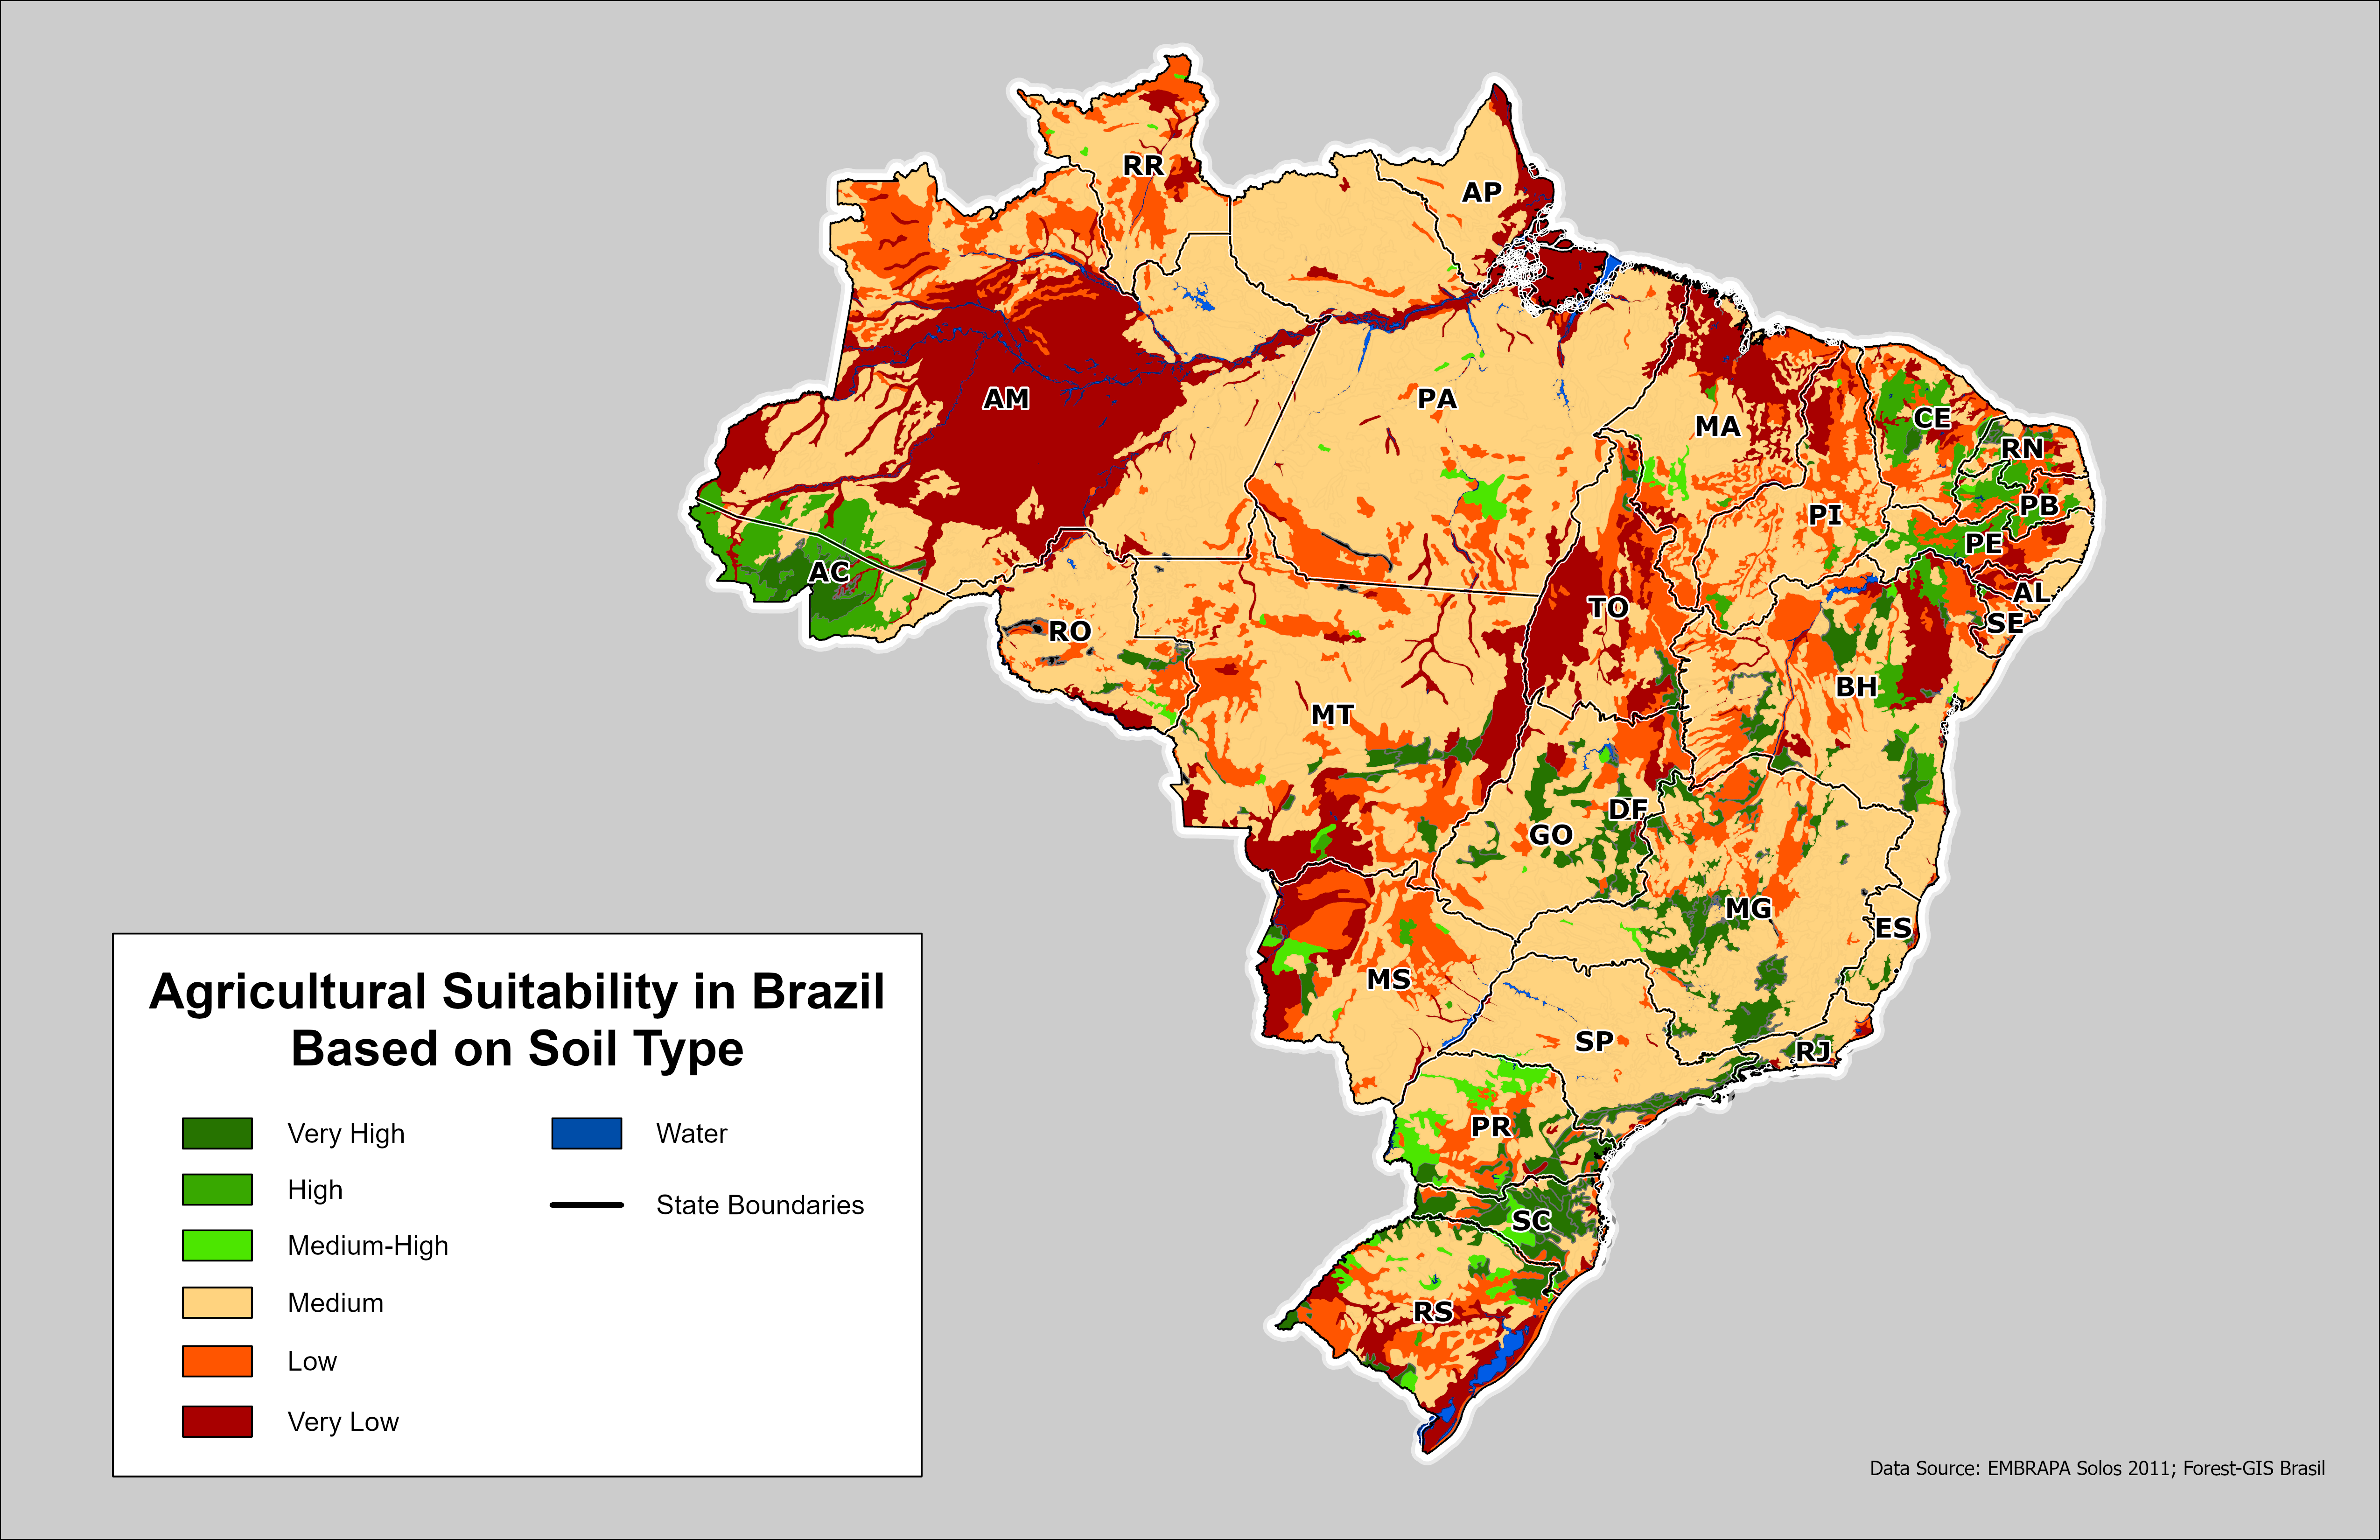 RR
AP
AM
PA
MA
CE
RN
PB
PI
PE
AC
TO
AL
SE
RO
BH
MT
DF
GO
MG
ES
MS
SP
RJ
PR
SC
RS
Agricultural Suitability in Brazil
Based on Soil Type
Very High
High
Medium-High
Medium
Low
Very Low
Water
State Boundaries
Data Source: EMBRAPA Solos 2011; Forest-GIS Brasil